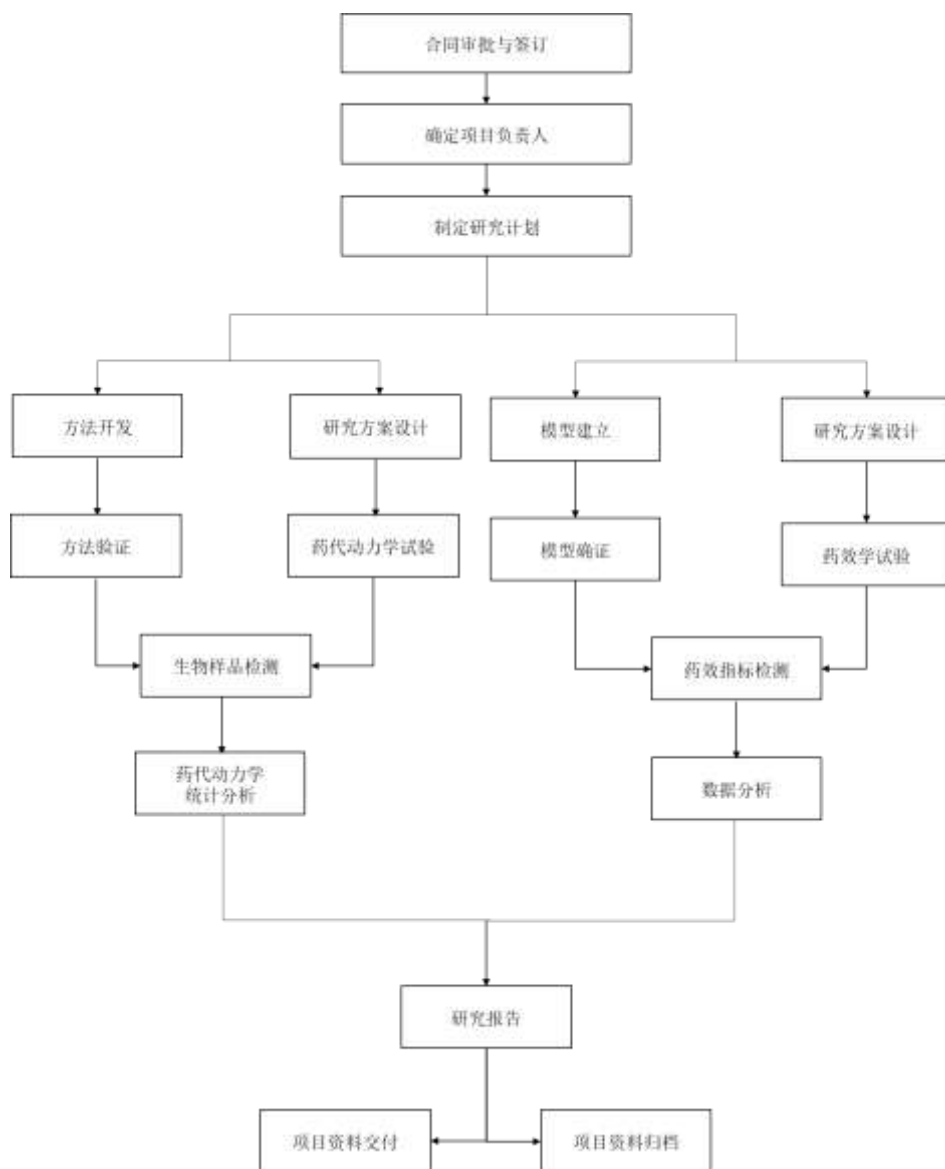 合同审批与签订
确定项目负责人
制定研究计划
方法开发
研究方案设计
模型建立
研究方案设计
方法验证
药代动力学试验
模型确证
药效学试验
生物样品检测
药效指标检测
药代动力学
统计分析
数据分析
研究报告
项目资料交付
项目资料归档